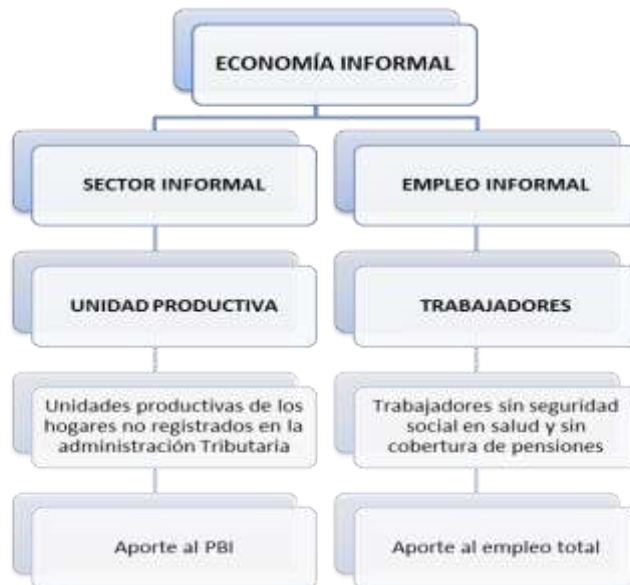 ECONOMÍA INFORMAL
SECTOR INFORMAL
EMPLEO INFORMAL
UNIDAD PRODUCTIVA
TRABAJADORES
Unidades productivas de los
hogares no registrados en la
administración Tributaria
Trabajadores sin seguridad
social en salud y sin
cobertura de pensiones
Aporte al PBI
Aporte al empleo total